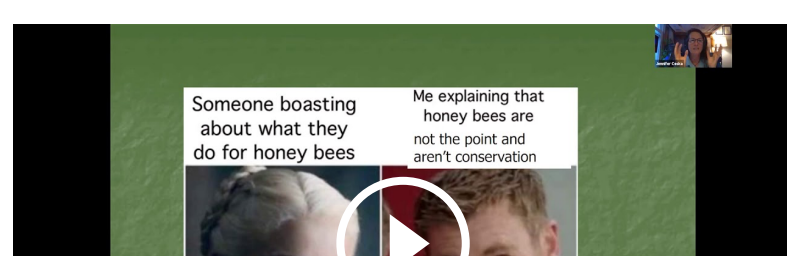 Someone boasting
about what they
do for honey bees
Me explaining that
honey bees are
not the point and
aren't conservation